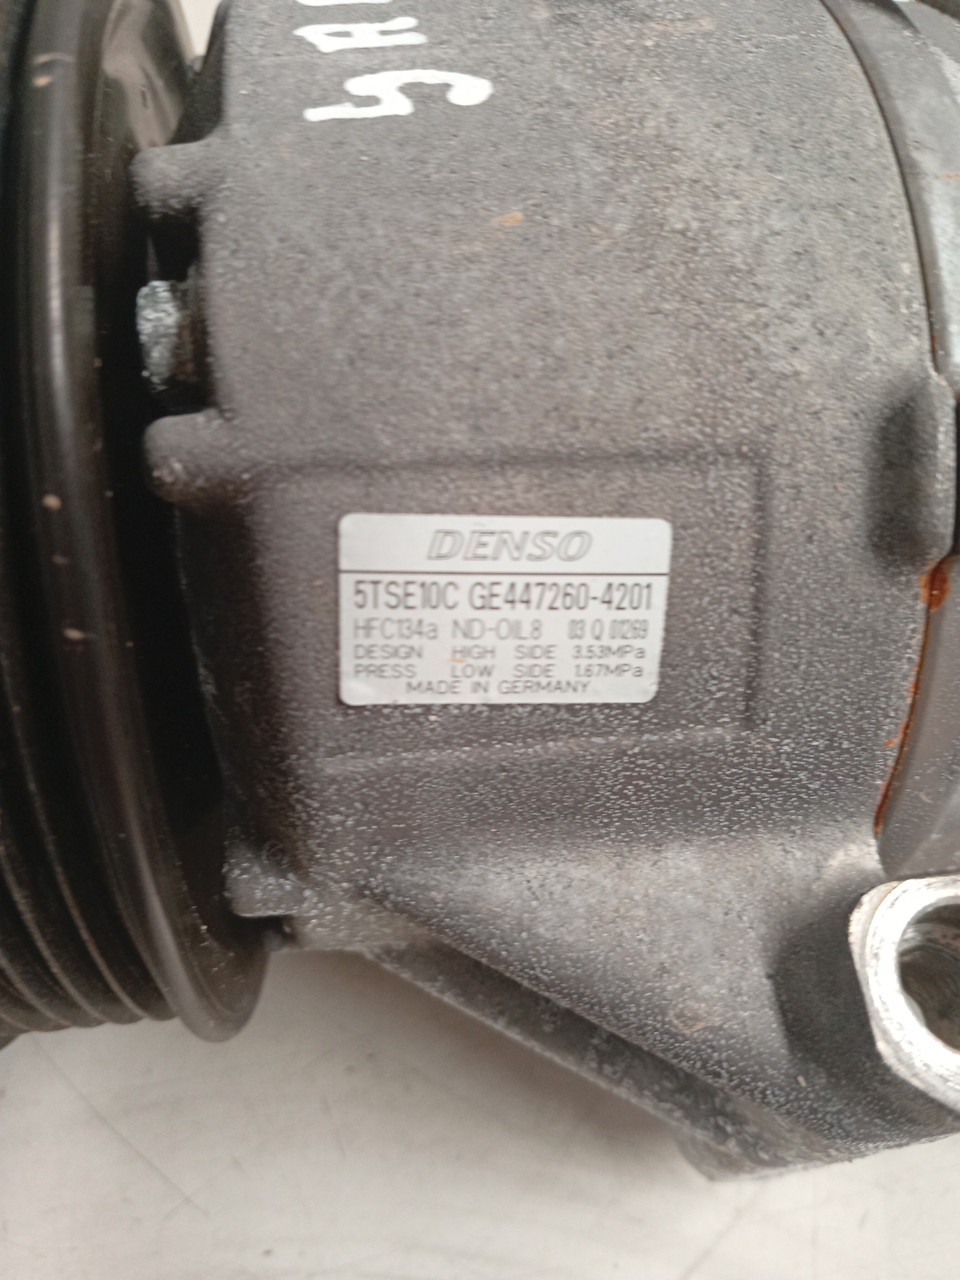 DENSO
5TSE10C GE447260-4201
HFC134a ND-OIL8 03 Q 01269
DESIGN HIGH SIDE 3.53MPa
PRESS LOW SIDE 1.67MPa
MADE IN GERMANY